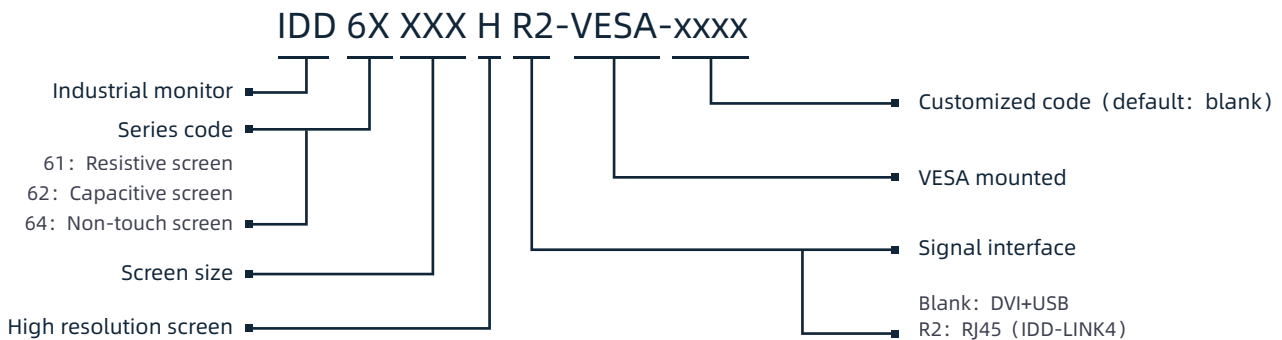 IDD 6X XXX H R2-VESA-xxxx
Industrial monitor
Series code
61: Resistive screen
62: Capacitive screen
64: Non-touch screen
Screen size
High resolution screen
Customized code (default: blank)
VESA mounted
Signal interface
Blank: DVI+USB
R2: RJ45 (IDD-LINK4)